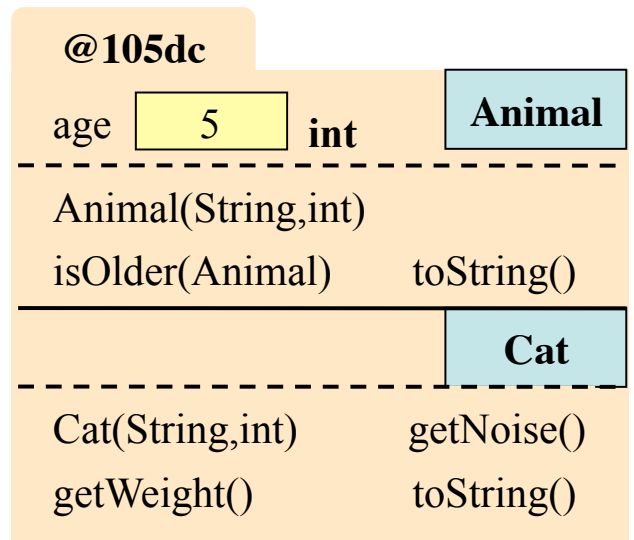 @105dc
age 5 int Animal
Animal(String,int)
isOlder(Animal) toString()
Cat
Cat(String,int) getNoise()
getWeight() toString()